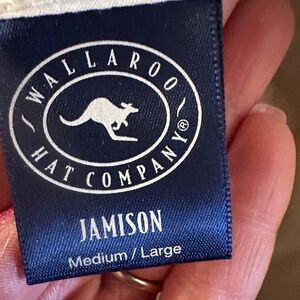 WALLAROO
HAT COMPANY®
JAMISON
Medium / Large